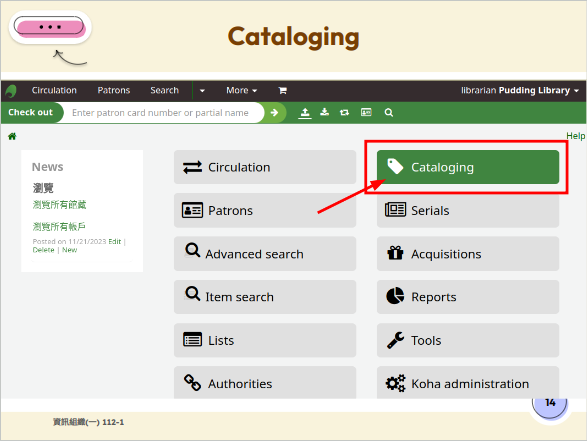 Cataloging
Circulation Patrons Search More librarian Pudding Library
Check out Enter patron card number or partial name
Help
News
瀏覽
瀏覽所有館藏
瀏覽所有帳戶
Posted on 11/21/2023 Edit |
Delete | New
Circulation Cataloging
Patrons Serials
Advanced search Acquisitions
Item search Reports
Lists Tools
Authorities Koha administration
14
資訊組織(一) 112-1